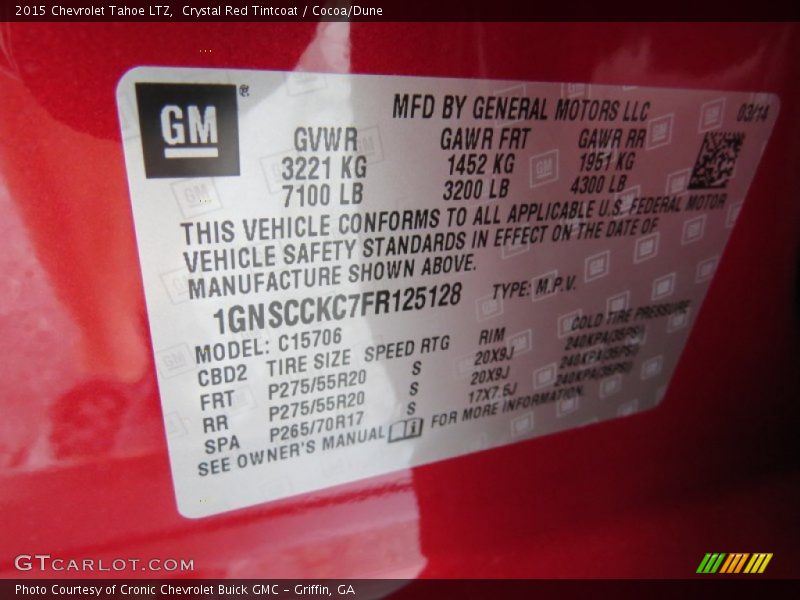 2015 Chevrolet Tahoe LTZ,  Crystal Red Tintcoat / Cocoa/Dune
GM ®
MFD BY GENERAL MOTORS LLC 03/14
GVWR GAWR FRT GAWR RR
3221 KG 1452 KG 1951 KG
7100 LB 3200 LB 4300 LB
THIS VEHICLE CONFORMS TO ALL APPLICABLE U.S. FEDERAL MOTOR
VEHICLE SAFETY STANDARDS IN EFFECT ON THE DATE OF
MANUFACTURE SHOWN ABOVE.
1GNSCCKC7FR125128 TYPE: M.P.V.
MODEL: C15706
CBD2 TIRE SIZE SPEED RTG RIM COLD TIRE PRESSURE
FRT P275/55R20 S 20X9J 240KPA(35PSI)
RR P275/55R20 S 20X9J 240KPA(35PSI)
SPA P265/70R17 S 17X7.5J 240KPA(35PSI)
SEE OWNER'S MANUAL i FOR MORE INFORMATION.
GTCARLOT.COM
Photo Courtesy of Cronic Chevrolet Buick GMC – Griffin, GA